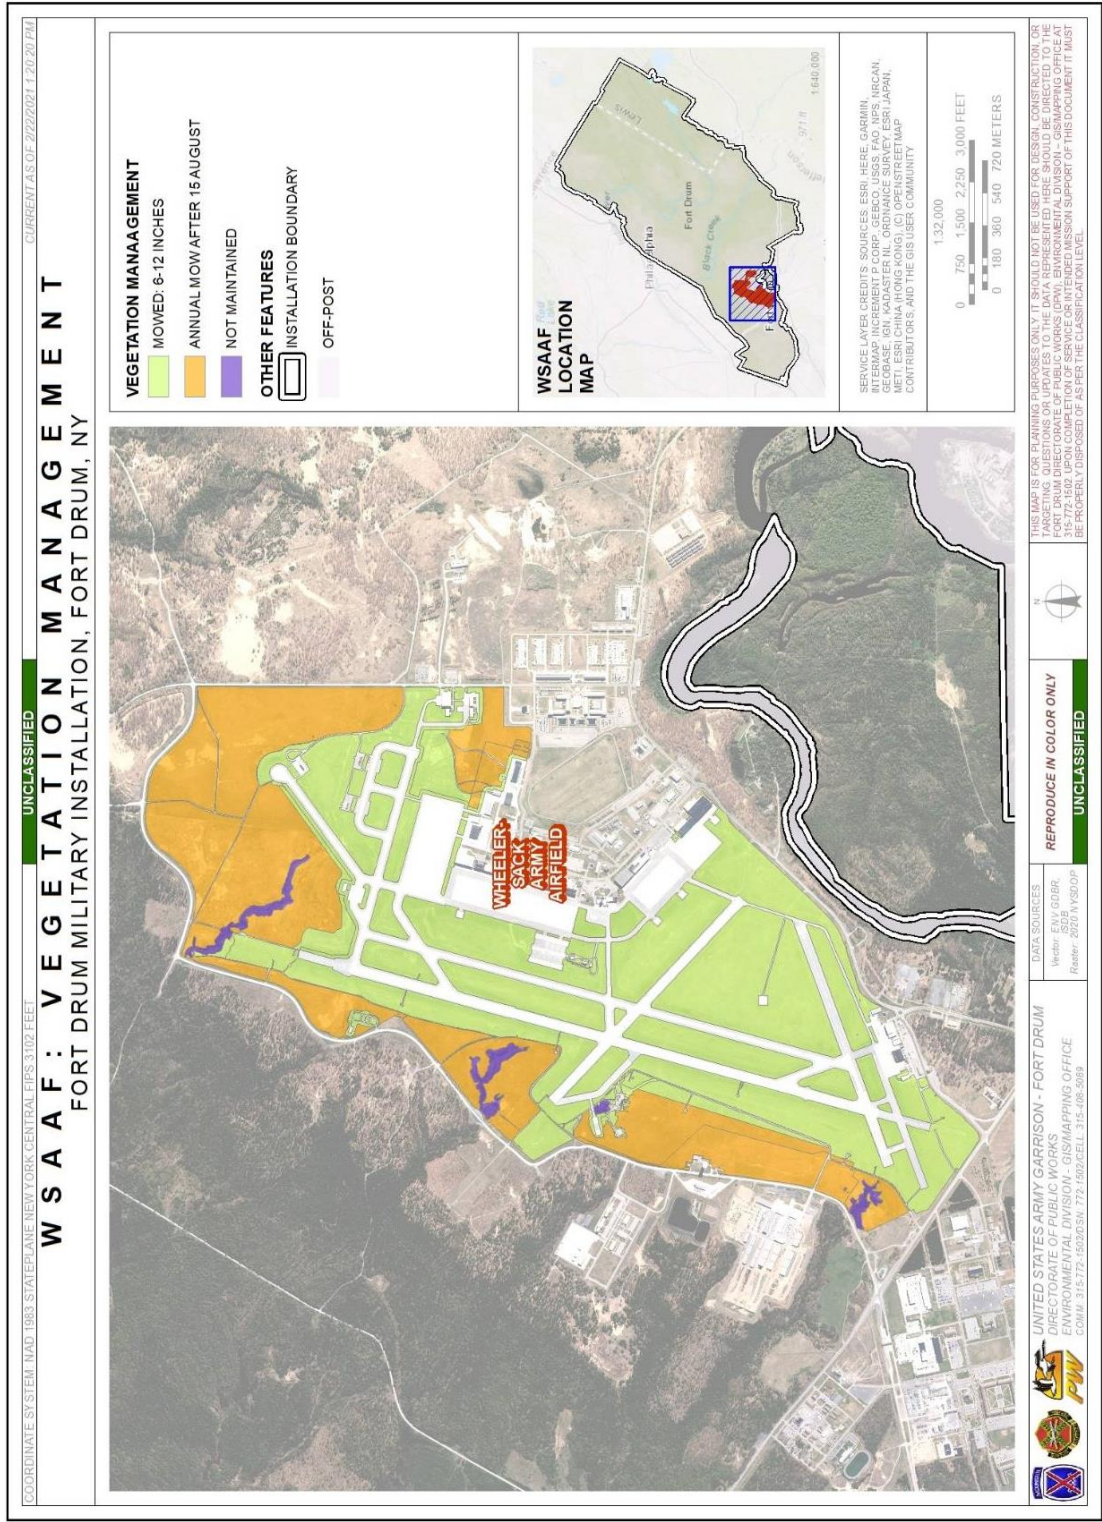 UNCLASSIFIED
COORDINATE SYSTEM: NAD 1983 STATEPLANE NEW YORK CENTRAL FIPS 3102 FEET
CURRENT AS OF 2/22/2021 1:20:20 PM
WSAAF: VEGETATION MANAGEMENT
FORT DRUM MILITARY INSTALLATION, FORT DRUM, NY
WHEELER-
SACK
ARMY
AIRFIELD
VEGETATION MANAAGEMENT
MOWED: 6-12 INCHES
ANNUAL MOW AFTER 15 AUGUST
NOT MAINTAINED
OTHER FEATURES
INSTALLATION BOUNDARY
OFF-POST
WSAAF
LOCATION
MAP
Lewis
Philadelphia
Fort Drum
Black Creek
1:640,000
SERVICE LAYER CREDITS: SOURCES: ESRI, HERE, GARMIN,
INTERMAP, INCREMENT P CORP., GEBCO, USGS, FAO, NPS, NRCAN,
GEOBASE, IGN, KADASTER NL, ORDNANCE SURVEY, ESRI JAPAN,
METI, ESRI CHINA (HONG KONG), (C) OPENSTREETMAP
CONTRIBUTORS, AND THE GIS USER COMMUNITY
1:32,000
0 750 1,500 2,250 3,000 FEET
0 180 360 540 720 METERS
UNITED STATES ARMY GARRISON - FORT DRUM
DIRECTORATE OF PUBLIC WORKS
ENVIRONMENTAL DIVISION - GIS/MAPPING OFFICE
COMM: 315-772-1502/DSN: 772-1502/CELL: 315-408-5089
PW
DATA SOURCES
Vector: ENV GDBR,
ISDB
Raster: 2020 NYSDOP
REPRODUCE IN COLOR ONLY
UNCLASSIFIED
N
THIS MAP IS FOR PLANNING PURPOSES ONLY. IT SHOULD NOT BE USED FOR DESIGN, CONSTRUCTION, OR
TARGETING. QUESTIONS OR UPDATES TO THE DATA REPRESENTED HERE SHOULD BE DIRECTED TO THE
FORT DRUM DIRECTORATE OF PUBLIC WORKS (DPW), ENVIRONMENTAL DIVISION - GIS/MAPPING OFFICE AT
315-772-1502. UPON COMPLETION OF SERVICE OR INTENDED MISSION SUPPORT OF THIS DOCUMENT IT MUST
BE PROPERLY DISPOSED OF AS PER THE CLASSIFICATION LEVEL.